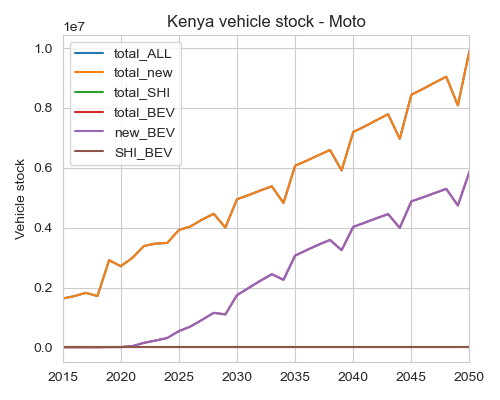 Kenya vehicle stock - Moto
1e7
1.0
0.8
0.6
0.4
0.2
0.0
Vehicle stock
total_ALL
total_new
total_SHI
total_BEV
new_BEV
SHI_BEV
2015 2020 2025 2030 2035 2040 2045 2050